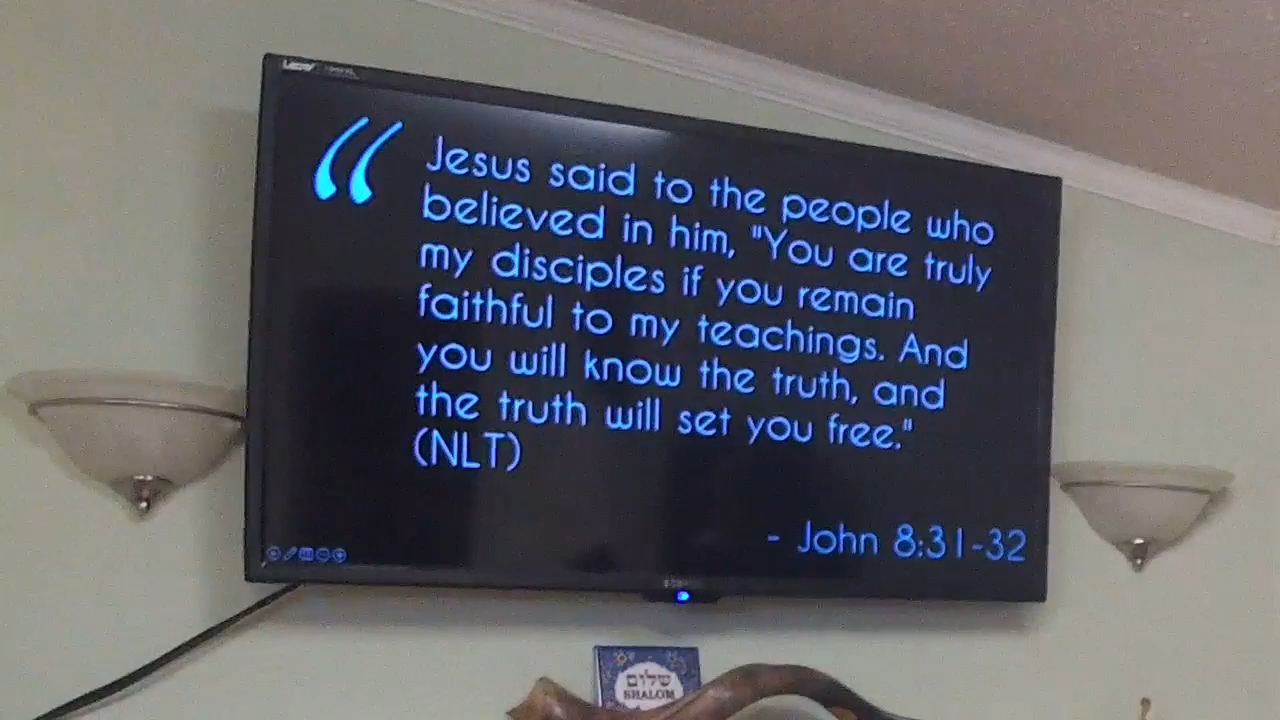 “
Jesus said to the people who
believed in him, "You are truly
my disciples if you remain
faithful to my teachings. And
you will know the truth, and
the truth will set you free."
(NLT)
- John 8:31-32
שלום
SHALOM